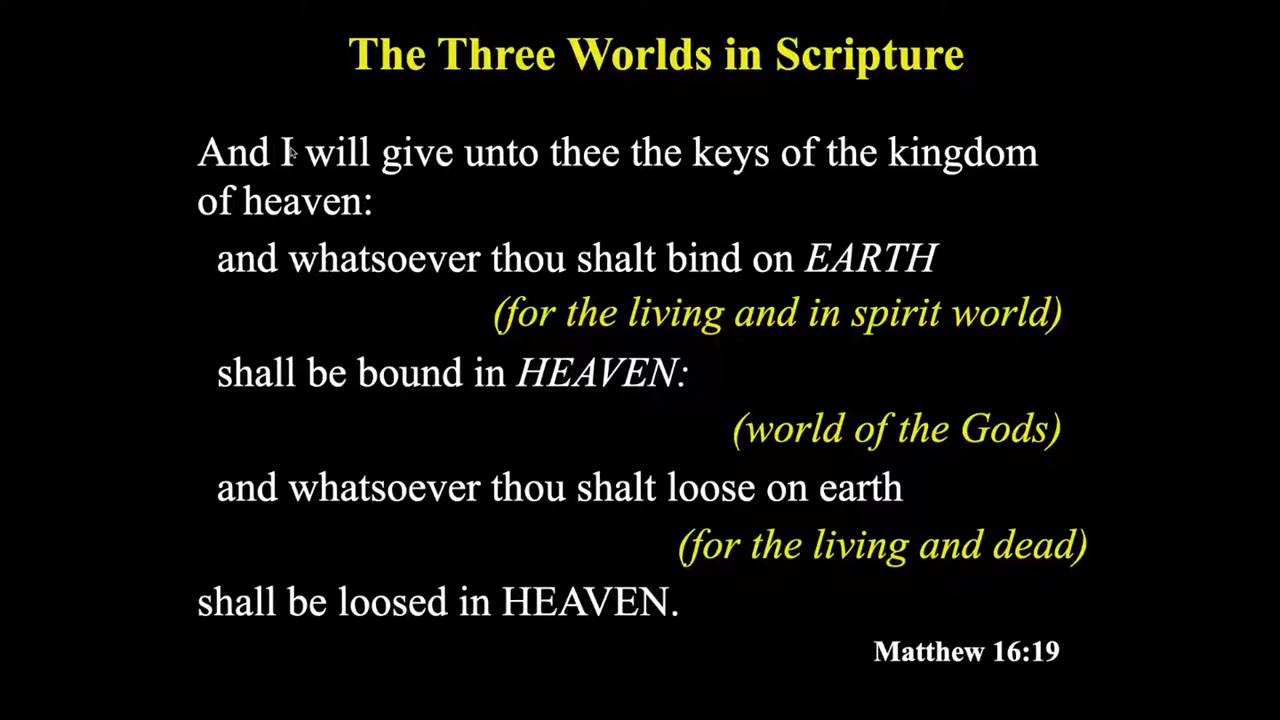 The Three Worlds in Scripture
And I will give unto thee the keys of the kingdom
of heaven:
and whatsoever thou shalt bind on EARTH
(for the living and in spirit world)
shall be bound in HEAVEN:
(world of the Gods)
and whatsoever thou shalt loose on earth
(for the living and dead)
shall be loosed in HEAVEN.
Matthew 16:19